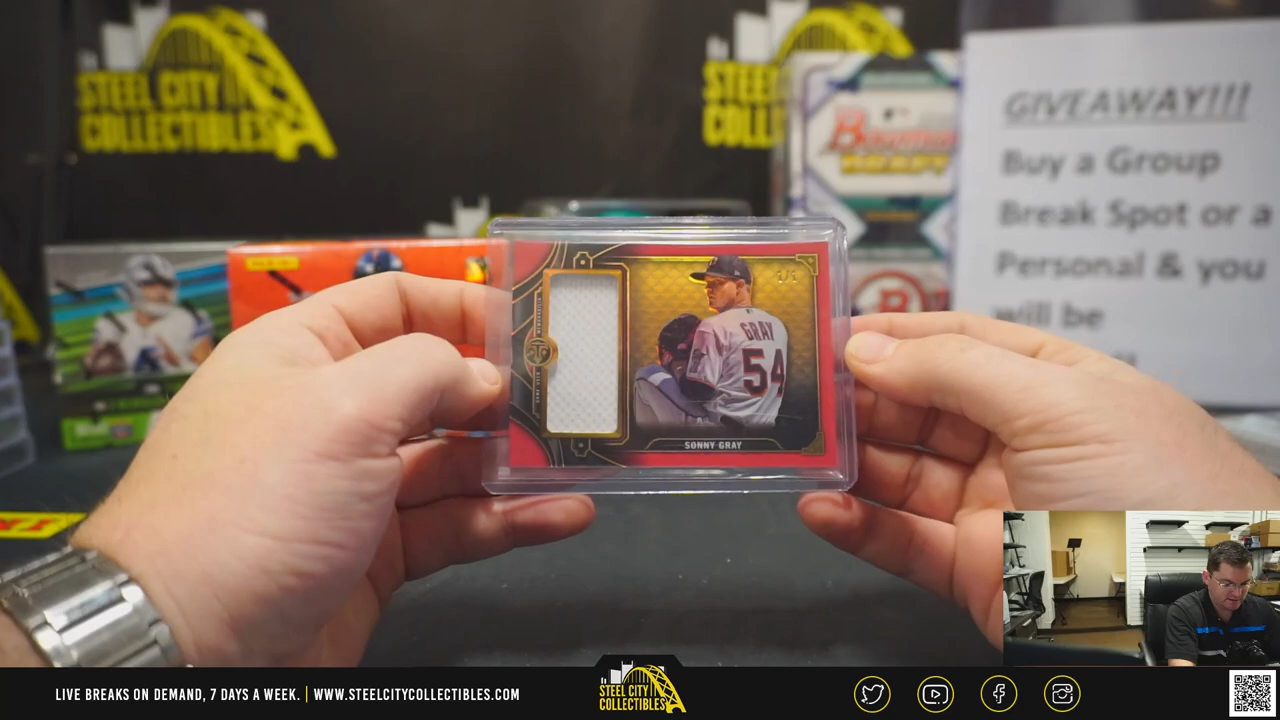 STEEL CITY
COLLECTIBLES
STEEL CITY
COLL
Bowman
DRAFT
GIVEAWAY!!!
Buy a Group
Break Spot or a
Personal & you
will be
GRAY
54
1/1
SONNY GRAY
LIVE BREAKS ON DEMAND, 7 DAYS A WEEK. | WWW.STEELCITYCOLLECTIBLES.COM
STEEL CITY
COLLECTIBLES